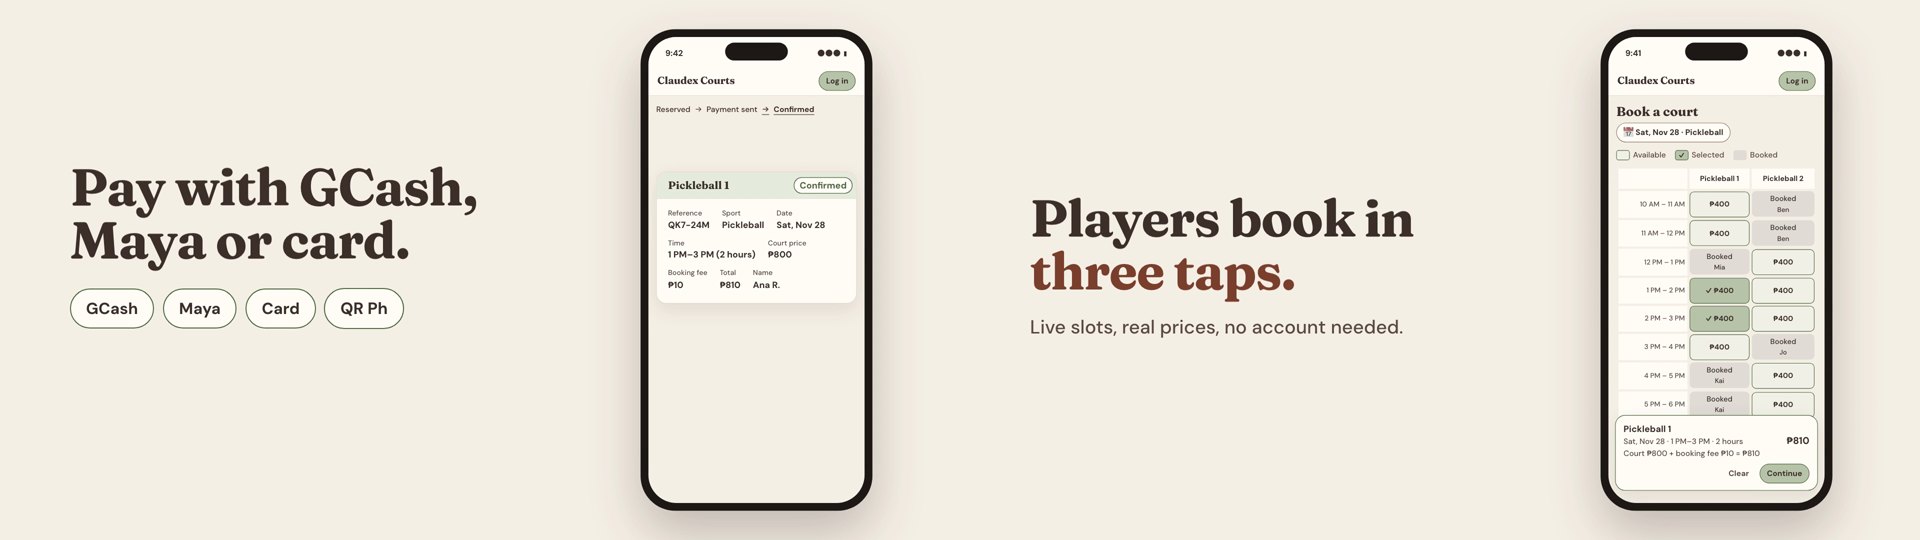 Pay with GCash,
Maya or card.
GCash Maya Card QR Ph
9:42
Claudex Courts Log in
Reserved → Payment sent → Confirmed
Pickleball 1 Confirmed
Reference Sport Date
QK7-24M Pickleball Sat, Nov 28
Time Court price
1 PM–3 PM (2 hours) ₱800
Booking fee Total Name
₱10 ₱810 Ana R.
Players book in
three taps.
Live slots, real prices, no account needed.
9:41
Claudex Courts Log in
Book a court
📅 Sat, Nov 28 · Pickleball
Available ✓ Selected Booked
Pickleball 1 Pickleball 2
10 AM – 11 AM ₱400 Booked Ben
11 AM – 12 PM ₱400 Booked Ben
12 PM – 1 PM Booked Mia ₱400
1 PM – 2 PM ✓ ₱400 ₱400
2 PM – 3 PM ✓ ₱400 ₱400
3 PM – 4 PM ₱400 Booked Jo
4 PM – 5 PM Booked Kai ₱400
5 PM – 6 PM Booked Kai ₱400
Pickleball 1
Sat, Nov 28 · 1 PM–3 PM · 2 hours ₱810
Court ₱800 + booking fee ₱10 = ₱810
Clear Continue